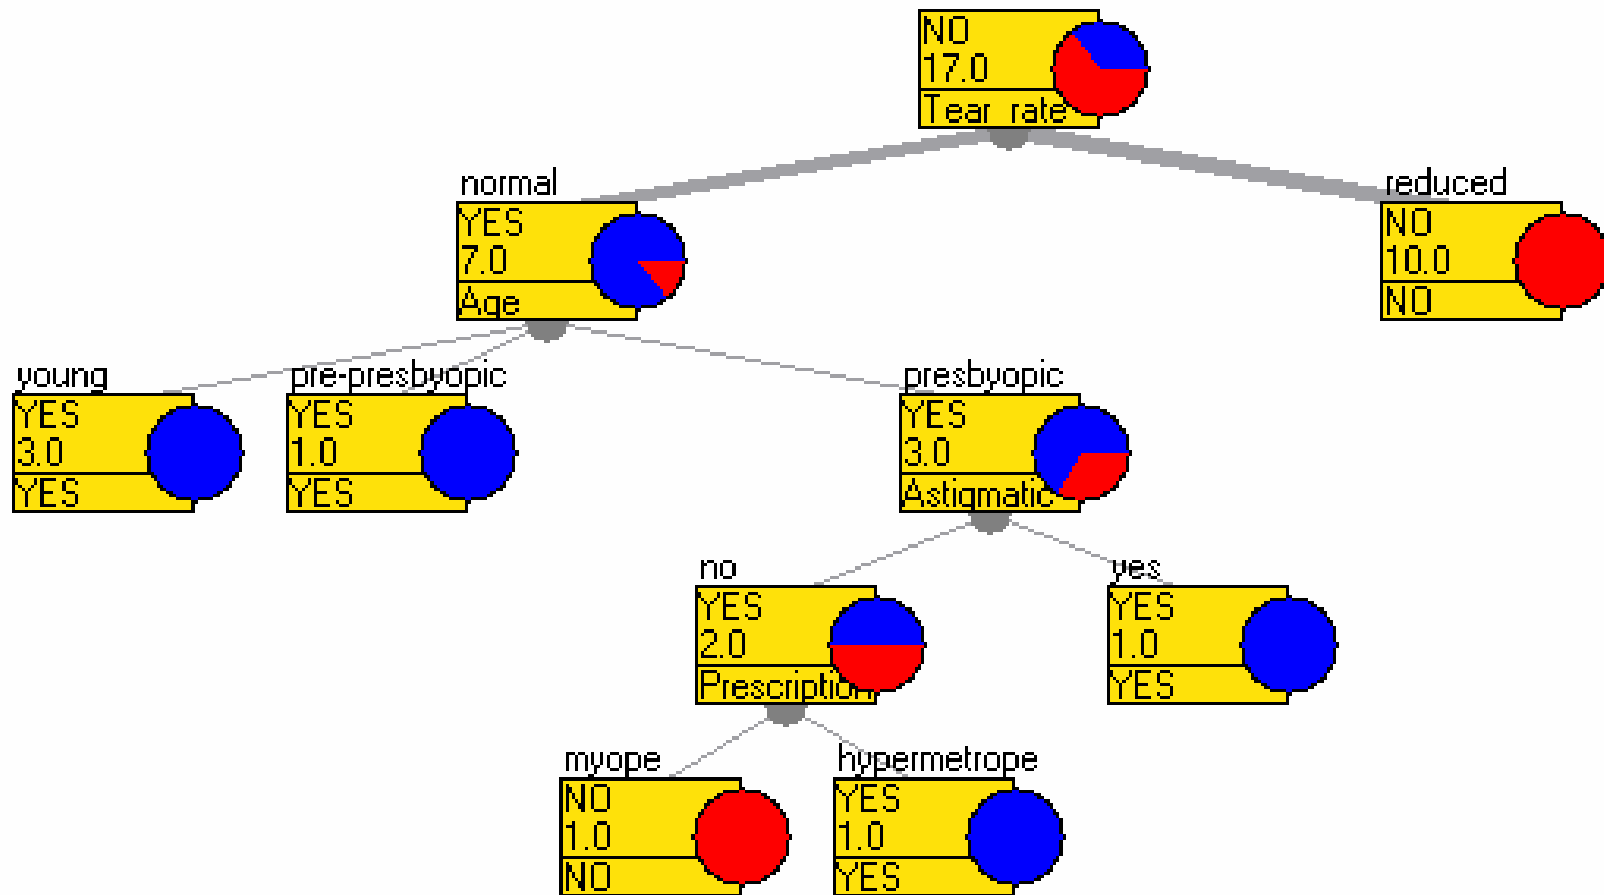 NO
17.0
Tear rate
normal
YES
7.0
Age
reduced
NO
10.0
NO
young
YES
3.0
YES
pre-presbyopic
YES
1.0
YES
presbyopic
YES
3.0
Astigmatic
no
YES
2.0
Prescription
yes
YES
1.0
YES
myope
NO
1.0
NO
hypermetrope
YES
1.0
YES